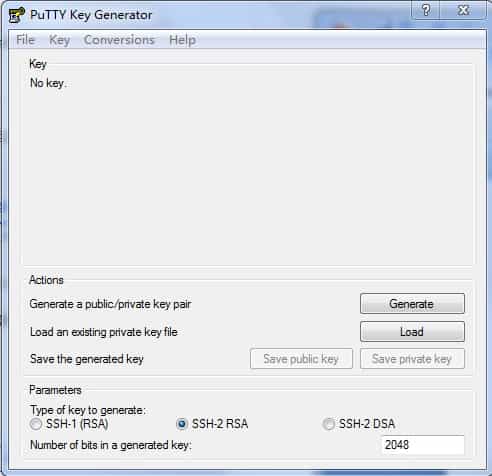 PuTTY Key Generator
File Key Conversions Help
Key
No key.
Actions
Generate a public/private key pair
Generate
Load an existing private key file
Load
Save the generated key
Save public key
Save private key
Parameters
Type of key to generate:
SSH-1 (RSA)
SSH-2 RSA
SSH-2 DSA
Number of bits in a generated key:
2048